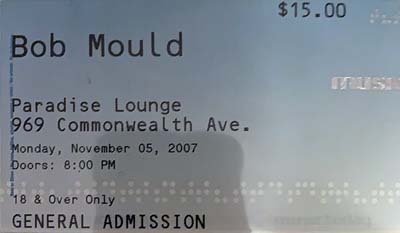 $15.00
Bob Mould
Paradise Lounge
969 Commonwealth Ave.
Monday, November 05, 2007
Doors: 8:00 PM
18 & Over Only
GENERAL ADMISSION